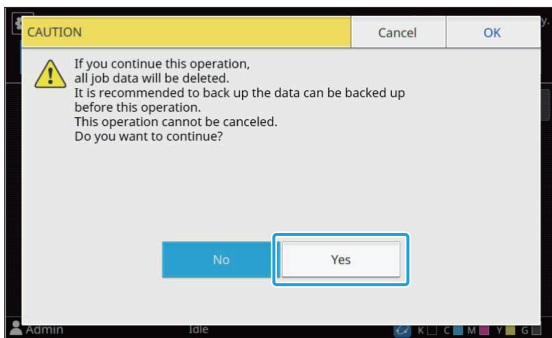 CAUTION Cancel OK
If you continue this operation,
all job data will be deleted.
It is recommended to back up the data can be backed up
before this operation.
This operation cannot be canceled.
Do you want to continue?
No Yes
Admin Idle K C M Y G